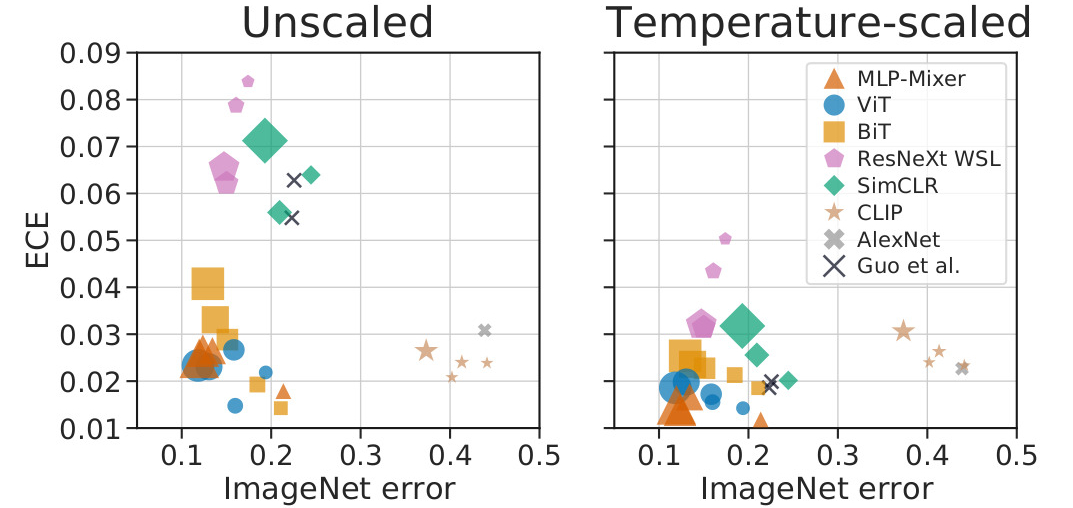 Unscaled
Temperature-scaled
ECE
0.09
0.08
0.07
0.06
0.05
0.04
0.03
0.02
0.01
0.1 0.2 0.3 0.4 0.5
ImageNet error
MLP-Mixer
ViT
BiT
ResNeXt WSL
SimCLR
CLIP
AlexNet
Guo et al.
0.1 0.2 0.3 0.4 0.5
ImageNet error